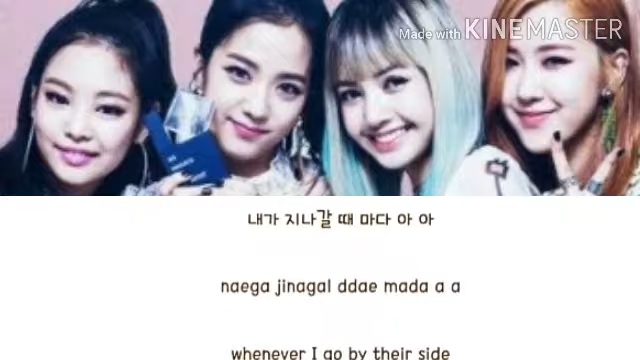 Made with KINEMASTER
내가 지나갈 때 마다 아 아
naega jinagal ddae mada a a
whenever I go by their side